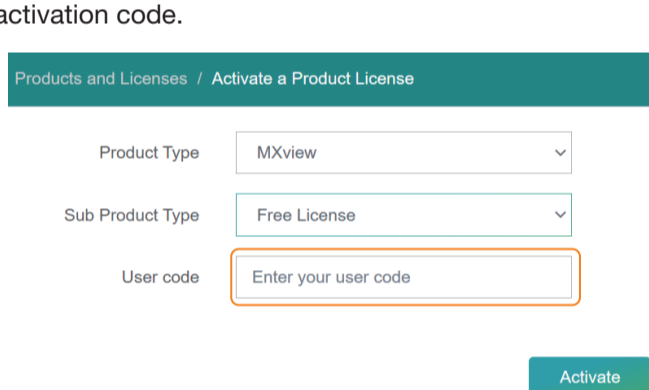 activation code.
Products and Licenses / Activate a Product License
Product Type MXview
Sub Product Type Free License
User code Enter your user code
Activate